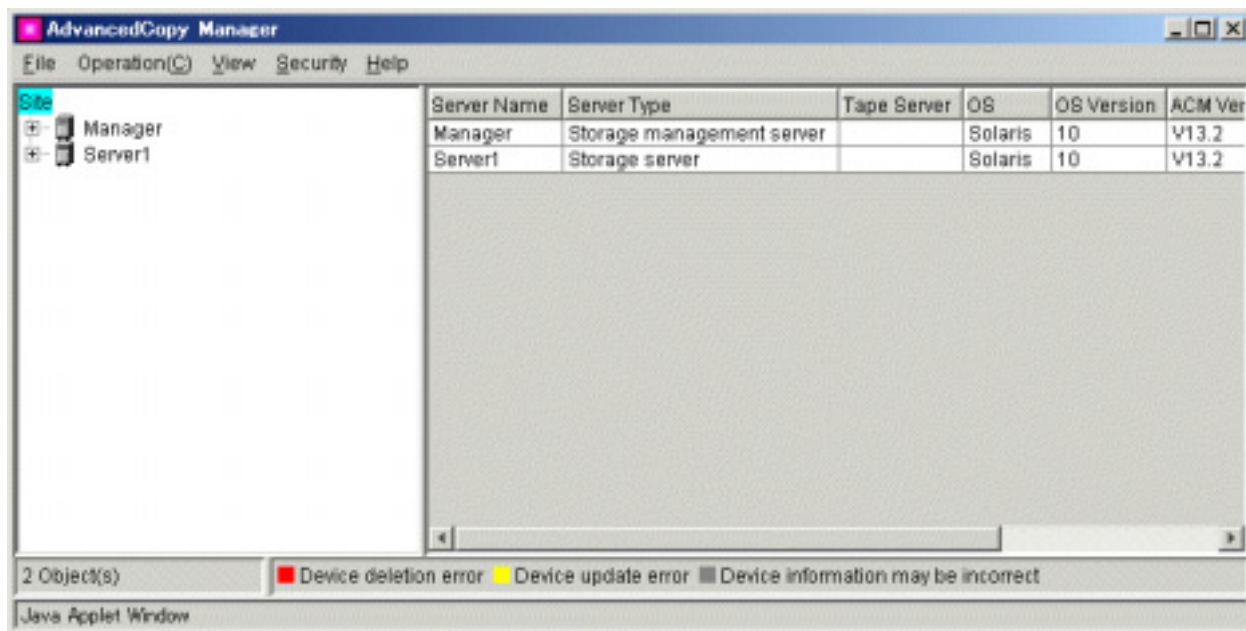 AdvancedCopy Manager
File Operation(C) View Security Help
Site
Manager
Server1
Server Name Server Type Tape Server OS OS Version ACM Ver
Manager Storage management server Solaris 10 V13.2
Server1 Storage server Solaris 10 V13.2
2 Object(s) Device deletion error Device update error Device information may be incorrect
Java Applet Window